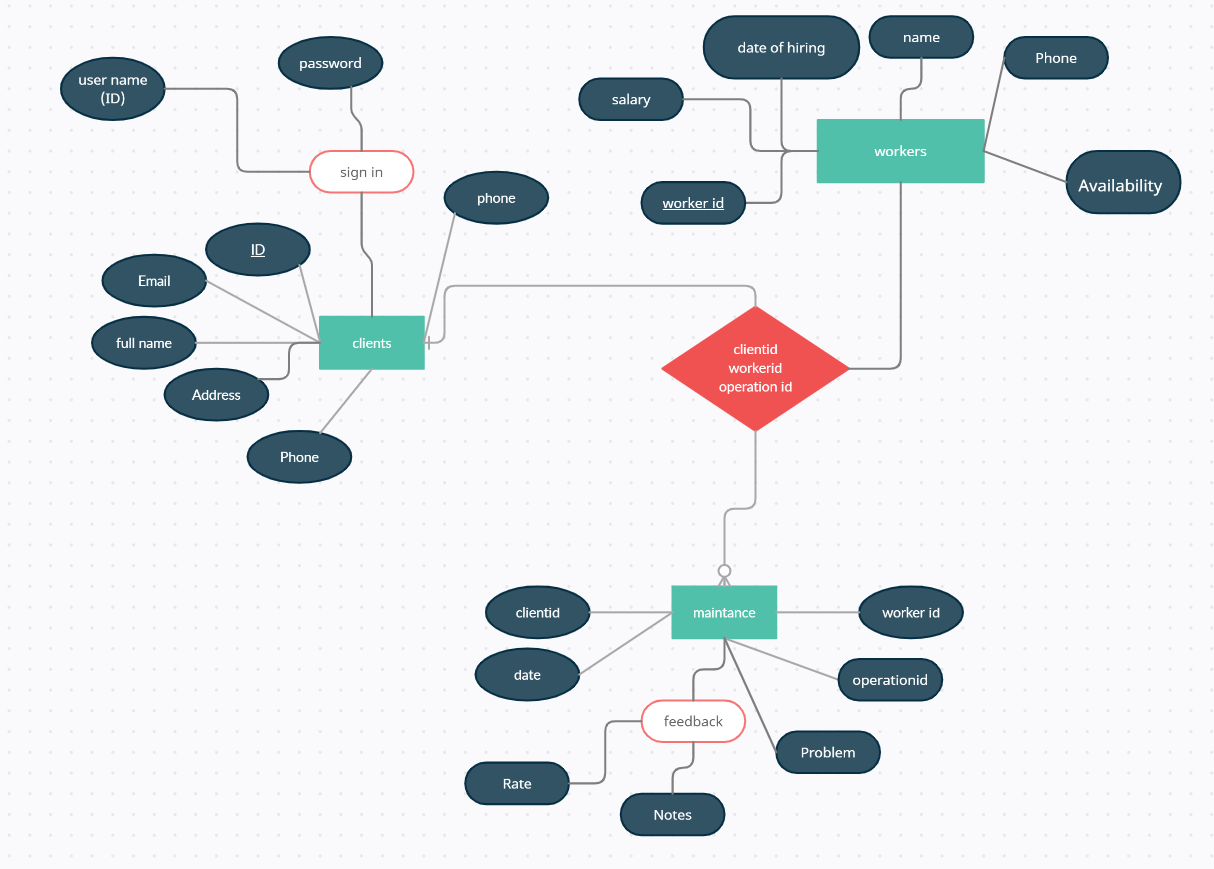 user name
(ID)
password
sign in
phone
ID
Email
full name
clients
Address
Phone
date of hiring
name
Phone
salary
workers
Availability
worker id
clientid
workerid
operation id
clientid
maintance
worker id
date
operationid
feedback
Problem
Rate
Notes